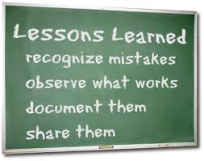 Lessons Learned
recognize mistakes
observe what works
document them
share them